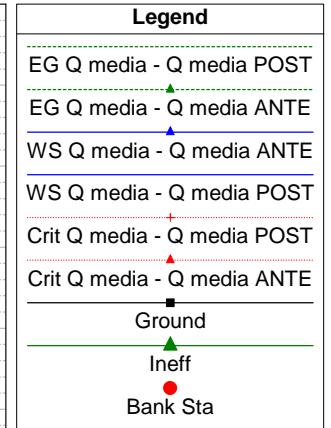 Legend
EG Q media - Q media POST
EG Q media - Q media ANTE
WS Q media - Q media ANTE
WS Q media - Q media POST
Crit Q media - Q media POST
Crit Q media - Q media ANTE
Ground
Ineff
Bank Sta